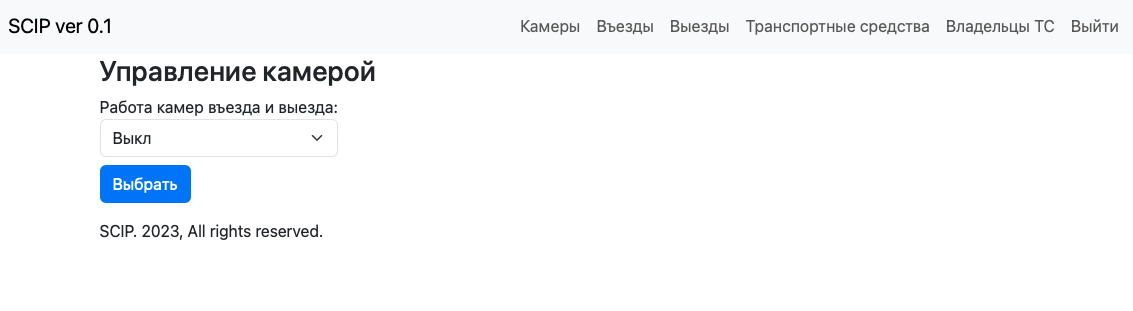 SCIP ver 0.1 Камеры Въезды Выезды Транспортные средства Владельцы ТС Выйти
Управление камерой
Работа камер въезда и выезда:
Выкл
Выбрать
SCIP. 2023, All rights reserved.